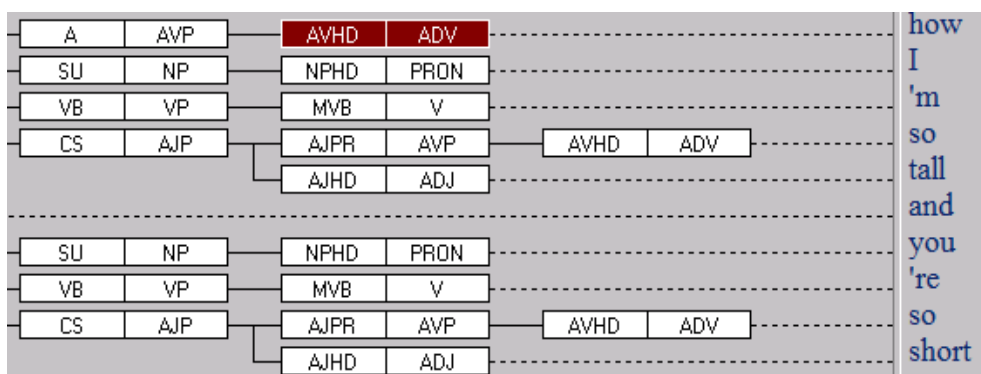 A AVP AVHD ADV how
SU NP NPHD PRON I
VB VP MVB V 'm
CS AJP AJPR AVP AVHD ADV so
AJHD ADJ tall
and
SU NP NPHD PRON you
VB VP MVB V 're
CS AJP AJPR AVP AVHD ADV so
AJHD ADJ short